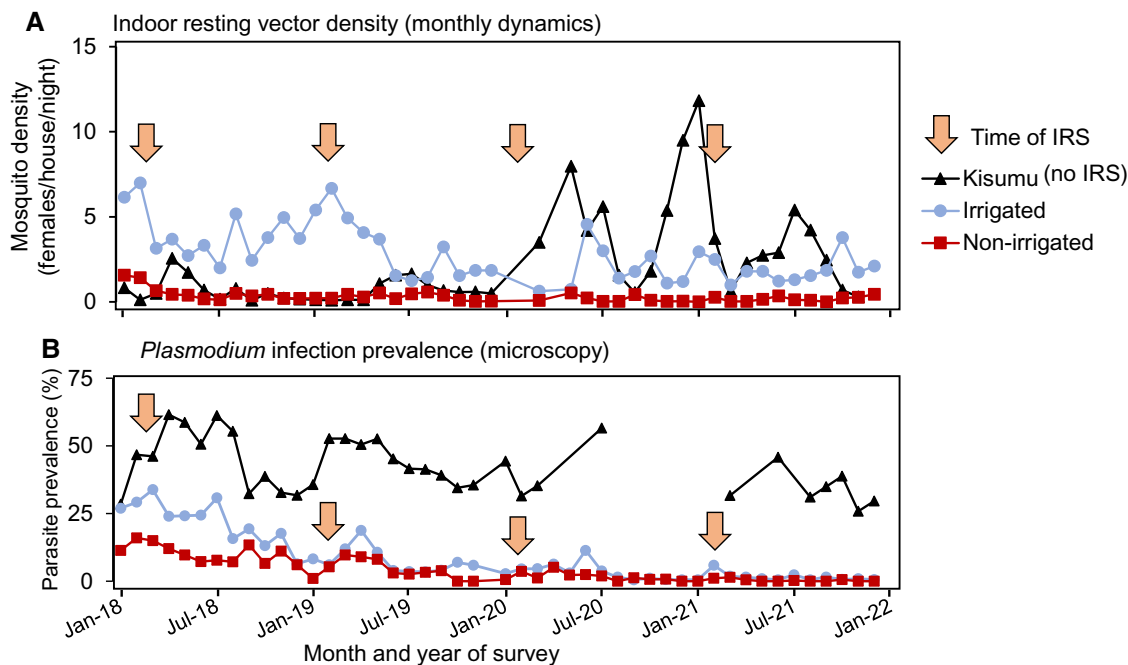 A Indoor resting vector density (monthly dynamics)
Mosquito density
(females/house/night)
15
10
5
0
Time of IRS
Kisumu (no IRS)
Irrigated
Non-irrigated
B Plasmodium infection prevalence (microscopy)
Parasite prevalence (%)
75
50
25
0
Jan-18 Jul-18 Jan-19 Jul-19 Jan-20 Jul-20 Jan-21 Jul-21 Jan-22
Month and year of survey